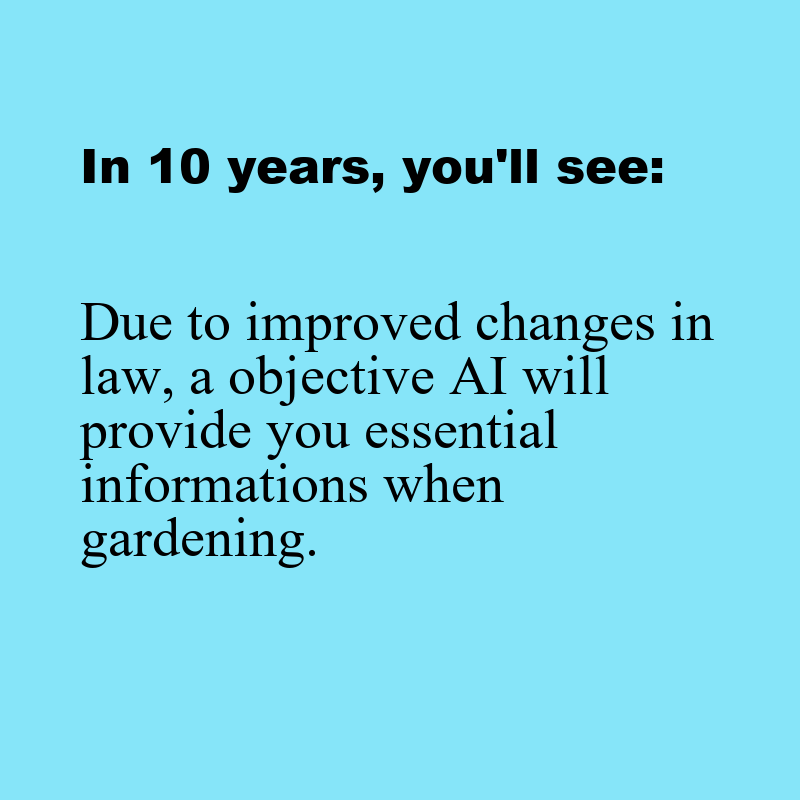 In 10 years, you'll see:
Due to improved changes in
law, a objective AI will
provide you essential
informations when
gardening.